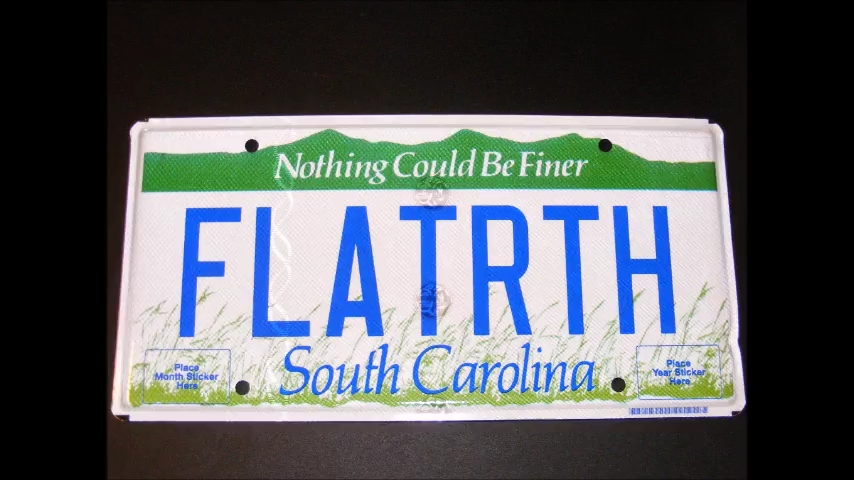 Nothing Could Be Finer
FLATRTH
South Carolina
Place
Month Sticker
Here
Place
Year Sticker
Here